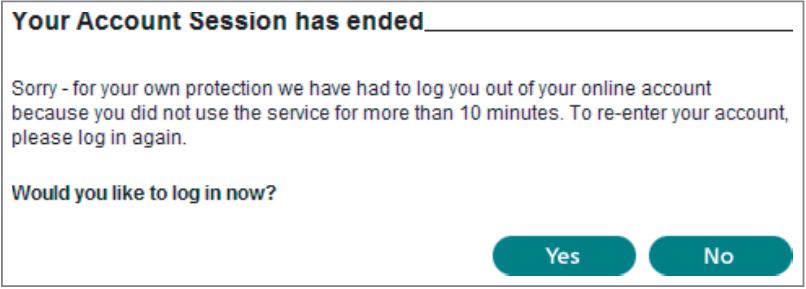 Your Account Session has ended
Sorry - for your own protection we have had to log you out of your online account
because you did not use the service for more than 10 minutes. To re-enter your account,
please log in again.
Would you like to log in now?
Yes No